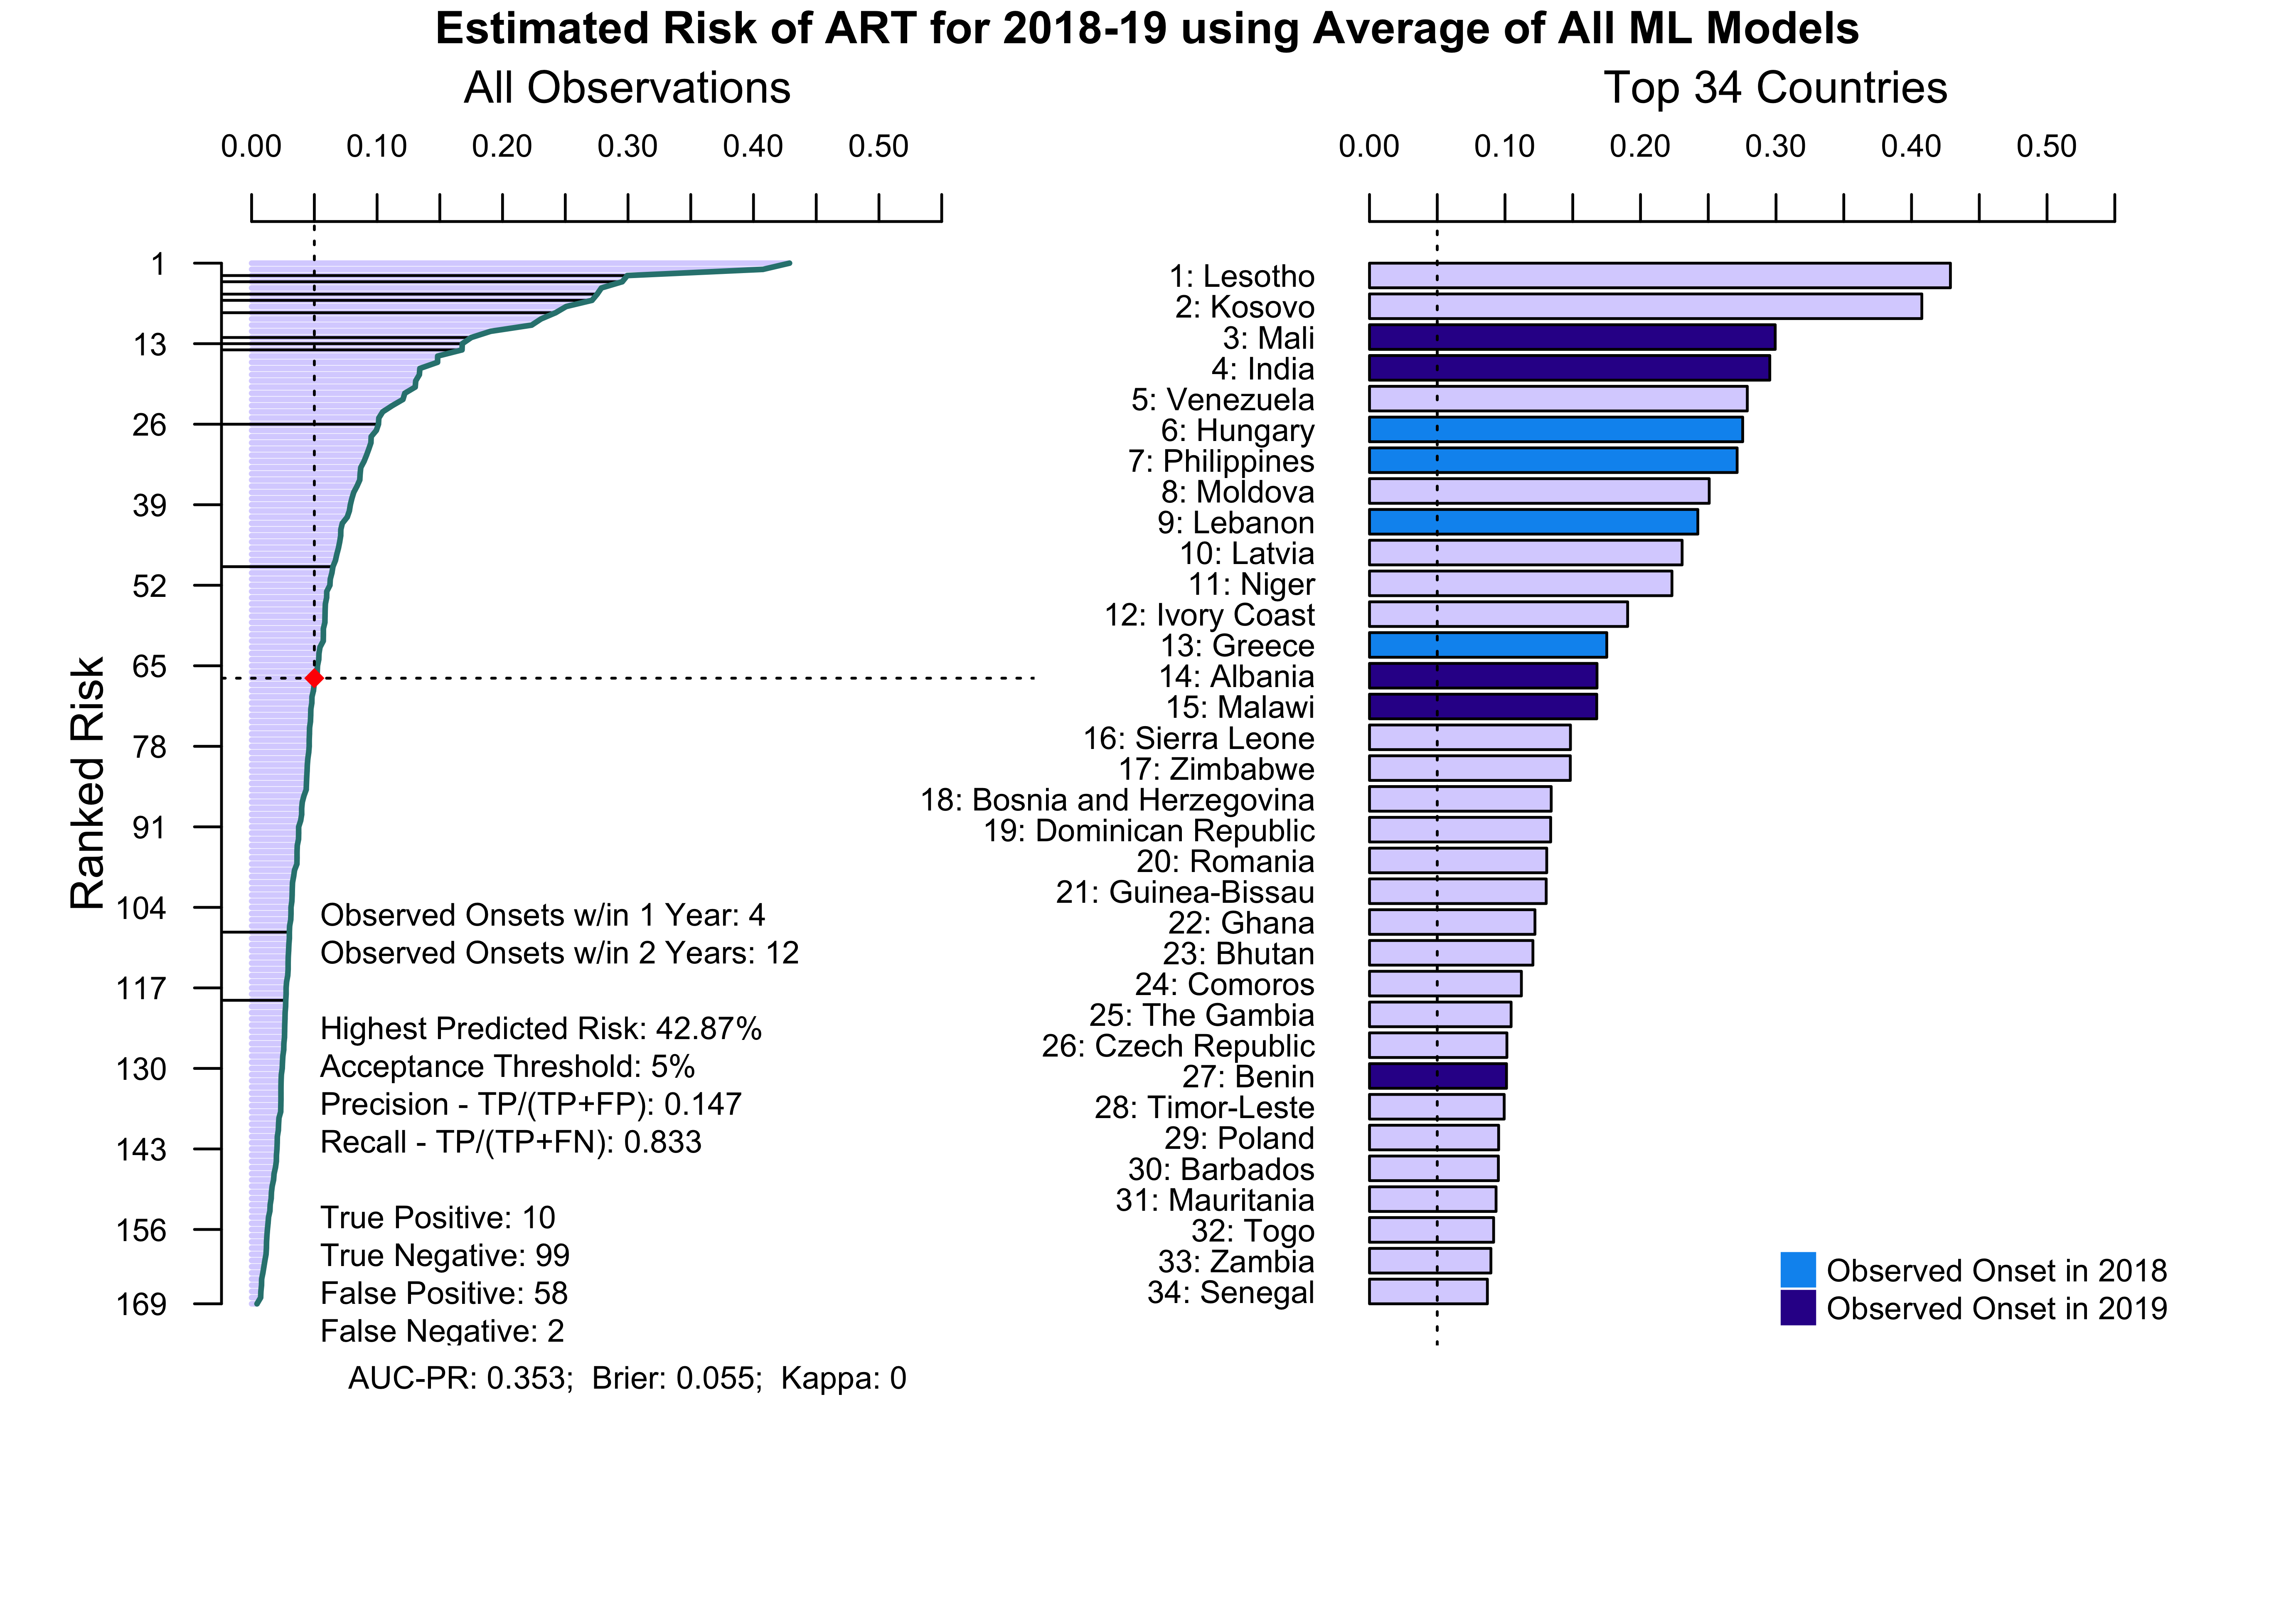 Estimated Risk of ART for 2018-19 using Average of All ML Models
All Observations
0.00 0.10 0.20 0.30 0.40 0.50
Ranked Risk
1
13
26
39
52
65
78
91
104
117
130
143
156
169
Observed Onsets w/in 1 Year: 4
Observed Onsets w/in 2 Years: 12
Highest Predicted Risk: 42.87%
Acceptance Threshold: 5%
Precision - TP/(TP+FP): 0.147
Recall - TP/(TP+FN): 0.833
True Positive: 10
True Negative: 99
False Positive: 58
False Negative: 2
AUC-PR: 0.353; Brier: 0.055; Kappa: 0
Top 34 Countries
0.00 0.10 0.20 0.30 0.40 0.50
1: Lesotho
2: Kosovo
3: Mali
4: India
5: Venezuela
6: Hungary
7: Philippines
8: Moldova
9: Lebanon
10: Latvia
11: Niger
12: Ivory Coast
13: Greece
14: Albania
15: Malawi
16: Sierra Leone
17: Zimbabwe
18: Bosnia and Herzegovina
19: Dominican Republic
20: Romania
21: Guinea-Bissau
22: Ghana
23: Bhutan
24: Comoros
25: The Gambia
26: Czech Republic
27: Benin
28: Timor-Leste
29: Poland
30: Barbados
31: Mauritania
32: Togo
33: Zambia
34: Senegal
Observed Onset in 2018
Observed Onset in 2019